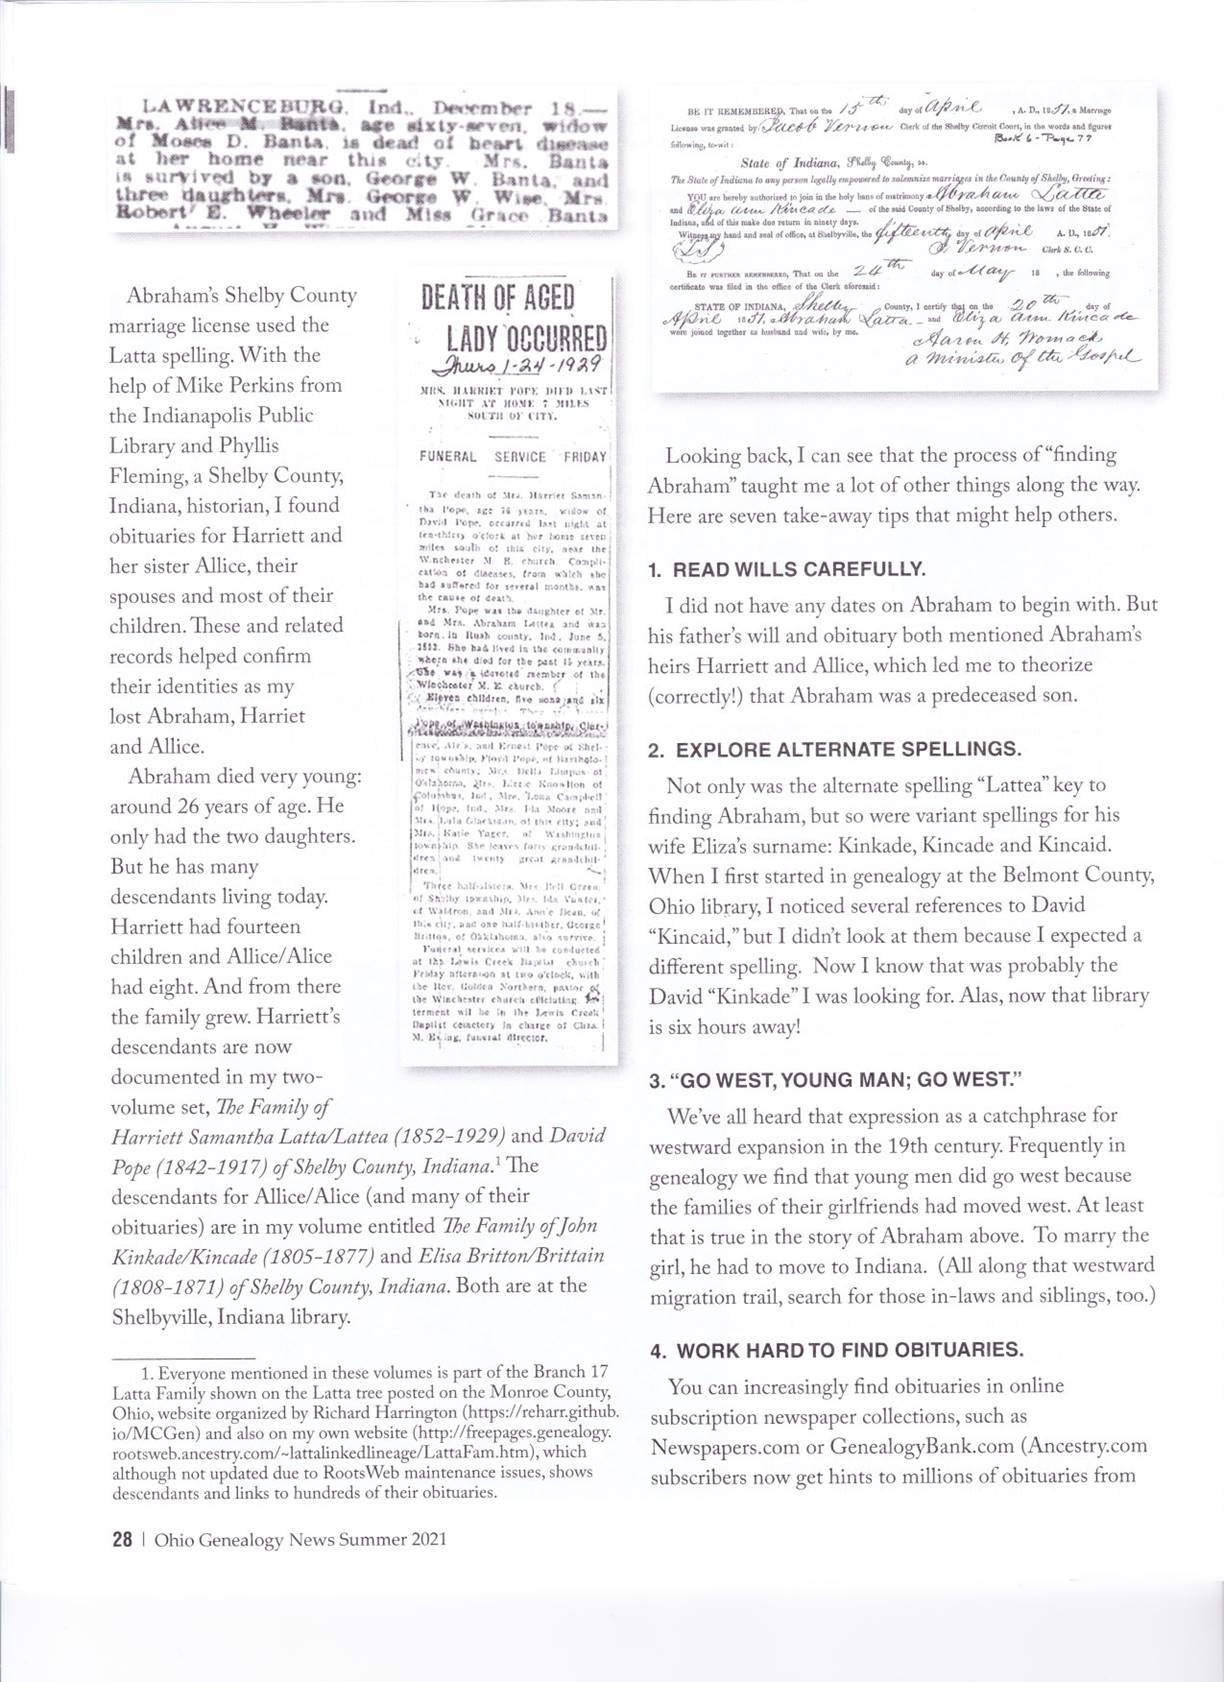 LAWRENCEBURG, Ind., December 18.—
Mrs. Alice M. Banta, age sixty-seven, widow
of Moses D. Banta, is dead of heart disease
at her home near this city. Mrs. Banta
is survived by a son, George W. Banta, and
three daughters, Mrs. George W. Wise, Mrs.
Robert E. Wheeler and Miss Grace Banta
Abraham's Shelby County
marriage license used the
Latta spelling. With the
help of Mike Perkins from
the Indianapolis Public
Library and Phyllis
Fleming, a Shelby County,
Indiana, historian, I found
obituaries for Harriett and
her sister Allice, their
spouses and most of their
children. These and related
records helped confirm
their identities as my
lost Abraham, Harriet
and Allice.
Abraham died very young:
around 26 years of age. He
only had the two daughters.
But he has many
descendants living today.
Harriett had fourteen
children and Allice/Alice
had eight. And from there
the family grew. Harriett's
descendants are now
documented in my two-
volume set, The Family of
Harriett Samantha Latta/Lattea (1852–1929) and David
Pope (1842–1917) of Shelby County, Indiana.1 The
descendants for Allice/Alice (and many of their
obituaries) are in my volume entitled The Family of John
Kinkade/Kincade (1805–1877) and Elisa Britton/Brittain
(1808–1871) of Shelby County, Indiana. Both are at the
Shelbyville, Indiana library.
DEATH OF AGED
LADY OCCURRED
Thurs 1-24-1929
MRS. HARRIET POPE DIED LAST
NIGHT AT HOME 7 MILES
SOUTH OF CITY.
FUNERAL SERVICE FRIDAY
The death of Mrs. Harriet Saman-
tha Pope, age 76 years, widow of
David Pope, occurred last night at
ten-thirty o'clock at her home seven
miles south of this city, near the
Winchester M. E. church. Compli-
cation of diseases, from which she
had suffered for several months, was
the cause of death.
Mrs. Pope was the daughter of Mr.
and Mrs. Abraham Lattea and was
born in Rush county, Ind., June 5,
1852. She had lived in the community
where she died for the past 15 years.
She was a devoted member of the
Winchester M. E. church.
Eleven children, five sons and six
Pope of Washington township, Clar-
ence, and Ernest Pope of Shel-
by township, Floyd Pope, of Bartholo-
mew county; Mrs. Della Limpus of
Oklahoma, Mrs. Lizzie Knowlton of
Columbus, Ind., Mrs. Lona Campbell
of Hope, Ind., Mrs. Ida Moore and
Mrs. Lulu of this city; and
Mrs. Katie Yager, of Washington
township. She leaves forty grandchil-
dren and twenty great grandchil-
dren.
Three half-sisters, Mrs. Bell Green,
of Shelby township, Mrs. Ida
of Waldron, and Mrs. Annie Dean, of
this city, and one half-brother, George
Britton, of Oklahoma, also survive.
Funeral services will be conducted
at the Lewis Creek Baptist church
Friday afternoon at two o'clock, with
the Rev. Golden Northern, pastor of
the Winchester church officiating. In-
terment wil be in the Lewis Creek
Baptist cemetery in charge of Chas.
M. Ewing, funeral director.
1. Everyone mentioned in these volumes is part of the Branch 17
Latta Family shown on the Latta tree posted on the Monroe County,
Ohio, website organized by Richard Harrington (https://reharr.github.
io/MCGen) and also on my own website (http://freepages.genealogy.
rootsweb.ancestry.com/~lattalinkedlineage/LattaFam.htm), which
although not updated due to RootsWeb maintenance issues, shows
descendants and links to hundreds of their obituaries.
BE IT REMEMBERED, That on the 15th day of April , A. D., 1851, a Marriage
License was granted by Jacob Vernon Clerk of the Shelby Circuit Court, in the words and figures
following, to-wit: Book 6 - Page 77
State of Indiana, Shelby County, ss.
The State of Indiana to any person legally empowered to solemnize marriages in the County of Shelby, Greeting:
YOU are hereby authorized to join in the holy bans of matrimony Abraham Latta
and Eliza Ann Kincade — of the said County of Shelby, according to the laws of the State of
Indiana, and of this make due return in ninety days.
Witness my hand and seal of office, at Shelbyville, the fifteenth day of April A. D., 1851.
J. Vernon Clerk S. C. C.
BE IT FURTHER REMEMBERED, That on the 24th day of May 18 , the following
certificate was filed in the office of the Clerk aforesaid:
STATE OF INDIANA, Shelby County, I certify that on the 20th day of
April 1851, Abraham Latta and Eliza Ann Kincade
were joined together as husband and wife, by me.
Aaron H. Womack
a minister of the Gospel
Looking back, I can see that the process of “finding
Abraham” taught me a lot of other things along the way.
Here are seven take-away tips that might help others.
1. READ WILLS CAREFULLY.
I did not have any dates on Abraham to begin with. But
his father's will and obituary both mentioned Abraham's
heirs Harriett and Allice, which led me to theorize
(correctly!) that Abraham was a predeceased son.
2. EXPLORE ALTERNATE SPELLINGS.
Not only was the alternate spelling “Lattea” key to
finding Abraham, but so were variant spellings for his
wife Eliza's surname: Kinkade, Kincade and Kincaid.
When I first started in genealogy at the Belmont County,
Ohio library, I noticed several references to David
“Kincaid,” but I didn't look at them because I expected a
different spelling. Now I know that was probably the
David “Kinkade” I was looking for. Alas, now that library
is six hours away!
3. “GO WEST, YOUNG MAN; GO WEST.”
We've all heard that expression as a catchphrase for
westward expansion in the 19th century. Frequently in
genealogy we find that young men did go west because
the families of their girlfriends had moved west. At least
that is true in the story of Abraham above. To marry the
girl, he had to move to Indiana. (All along that westward
migration trail, search for those in-laws and siblings, too.)
4. WORK HARD TO FIND OBITUARIES.
You can increasingly find obituaries in online
subscription newspaper collections, such as
Newspapers.com or GenealogyBank.com (Ancestry.com
subscribers now get hints to millions of obituaries from
28 | Ohio Genealogy News Summer 2021